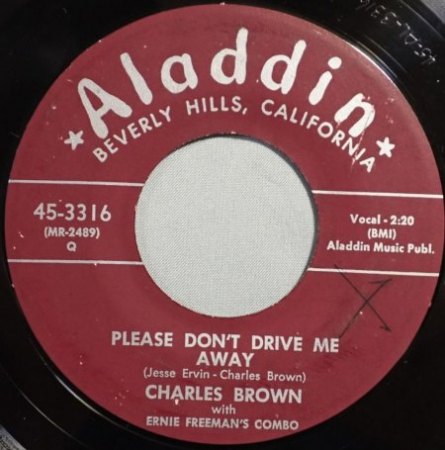 ★ Aladdin ★
BEVERLY HILLS, CALIFORNIA
45-3316
(MR-2489)
Q
Vocal - 2:20
(BMI)
Aladdin Music Publ.
PLEASE DON'T DRIVE ME
AWAY
(Jesse Ervin - Charles Brown)
CHARLES BROWN
with
ERNIE FREEMAN'S COMBO